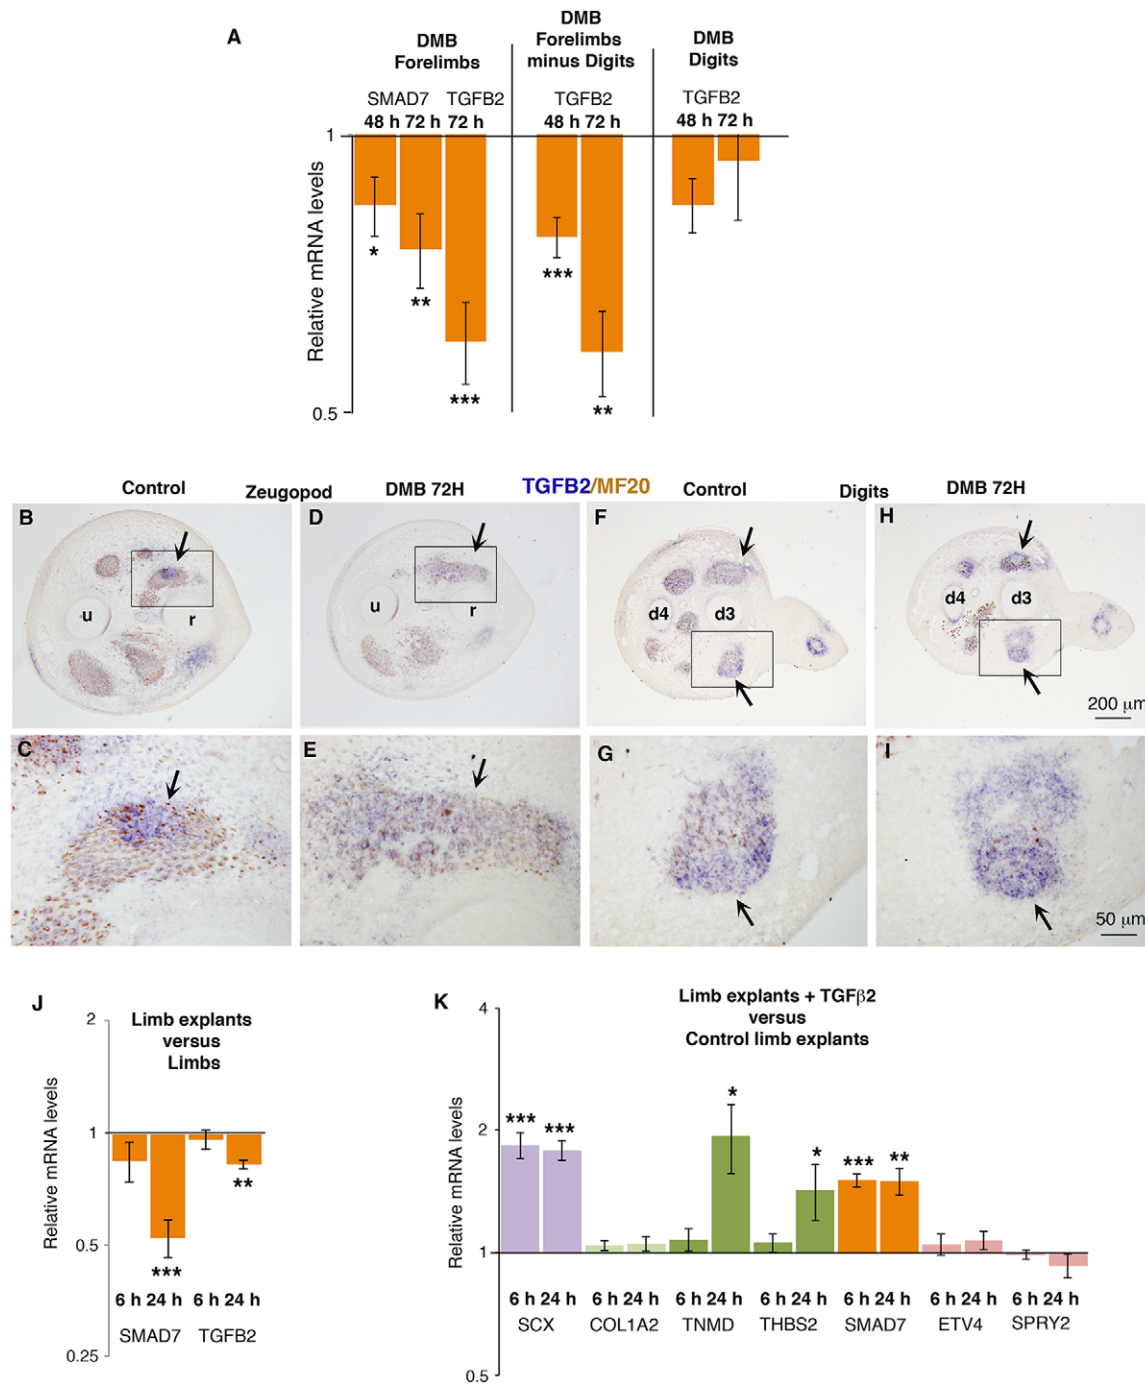 A
DMB
Forelimbs
DMB
Forelimbs
minus Digits
DMB
Digits
SMAD7 TGFB2
48 h 72 h 72 h
TGFB2
48 h 72 h
TGFB2
48 h 72 h
1
Relative mRNA levels
0.5
*
**
***
***
**
Control Zeugopod DMB 72H TGFB2/MF20 Control Digits DMB 72H
B
u
r
D
u
r
F
d4
d3
H
d4
d3
200 µm
C
E
G
I
50 µm
J
Limb explants
versus
Limbs
2
1
0.5
0.25
Relative mRNA levels
***
**
6 h 24 h 6 h 24 h
SMAD7 TGFB2
K
Limb explants + TGFβ2
versus
Control limb explants
4
2
1
0.5
Relative mRNA levels
*** *** * * *** **
6 h 24 h 6 h 24 h 6 h 24 h 6 h 24 h 6 h 24 h 6 h 24 h 6 h 24 h
SCX COL1A2 TNMD THBS2 SMAD7 ETV4 SPRY2